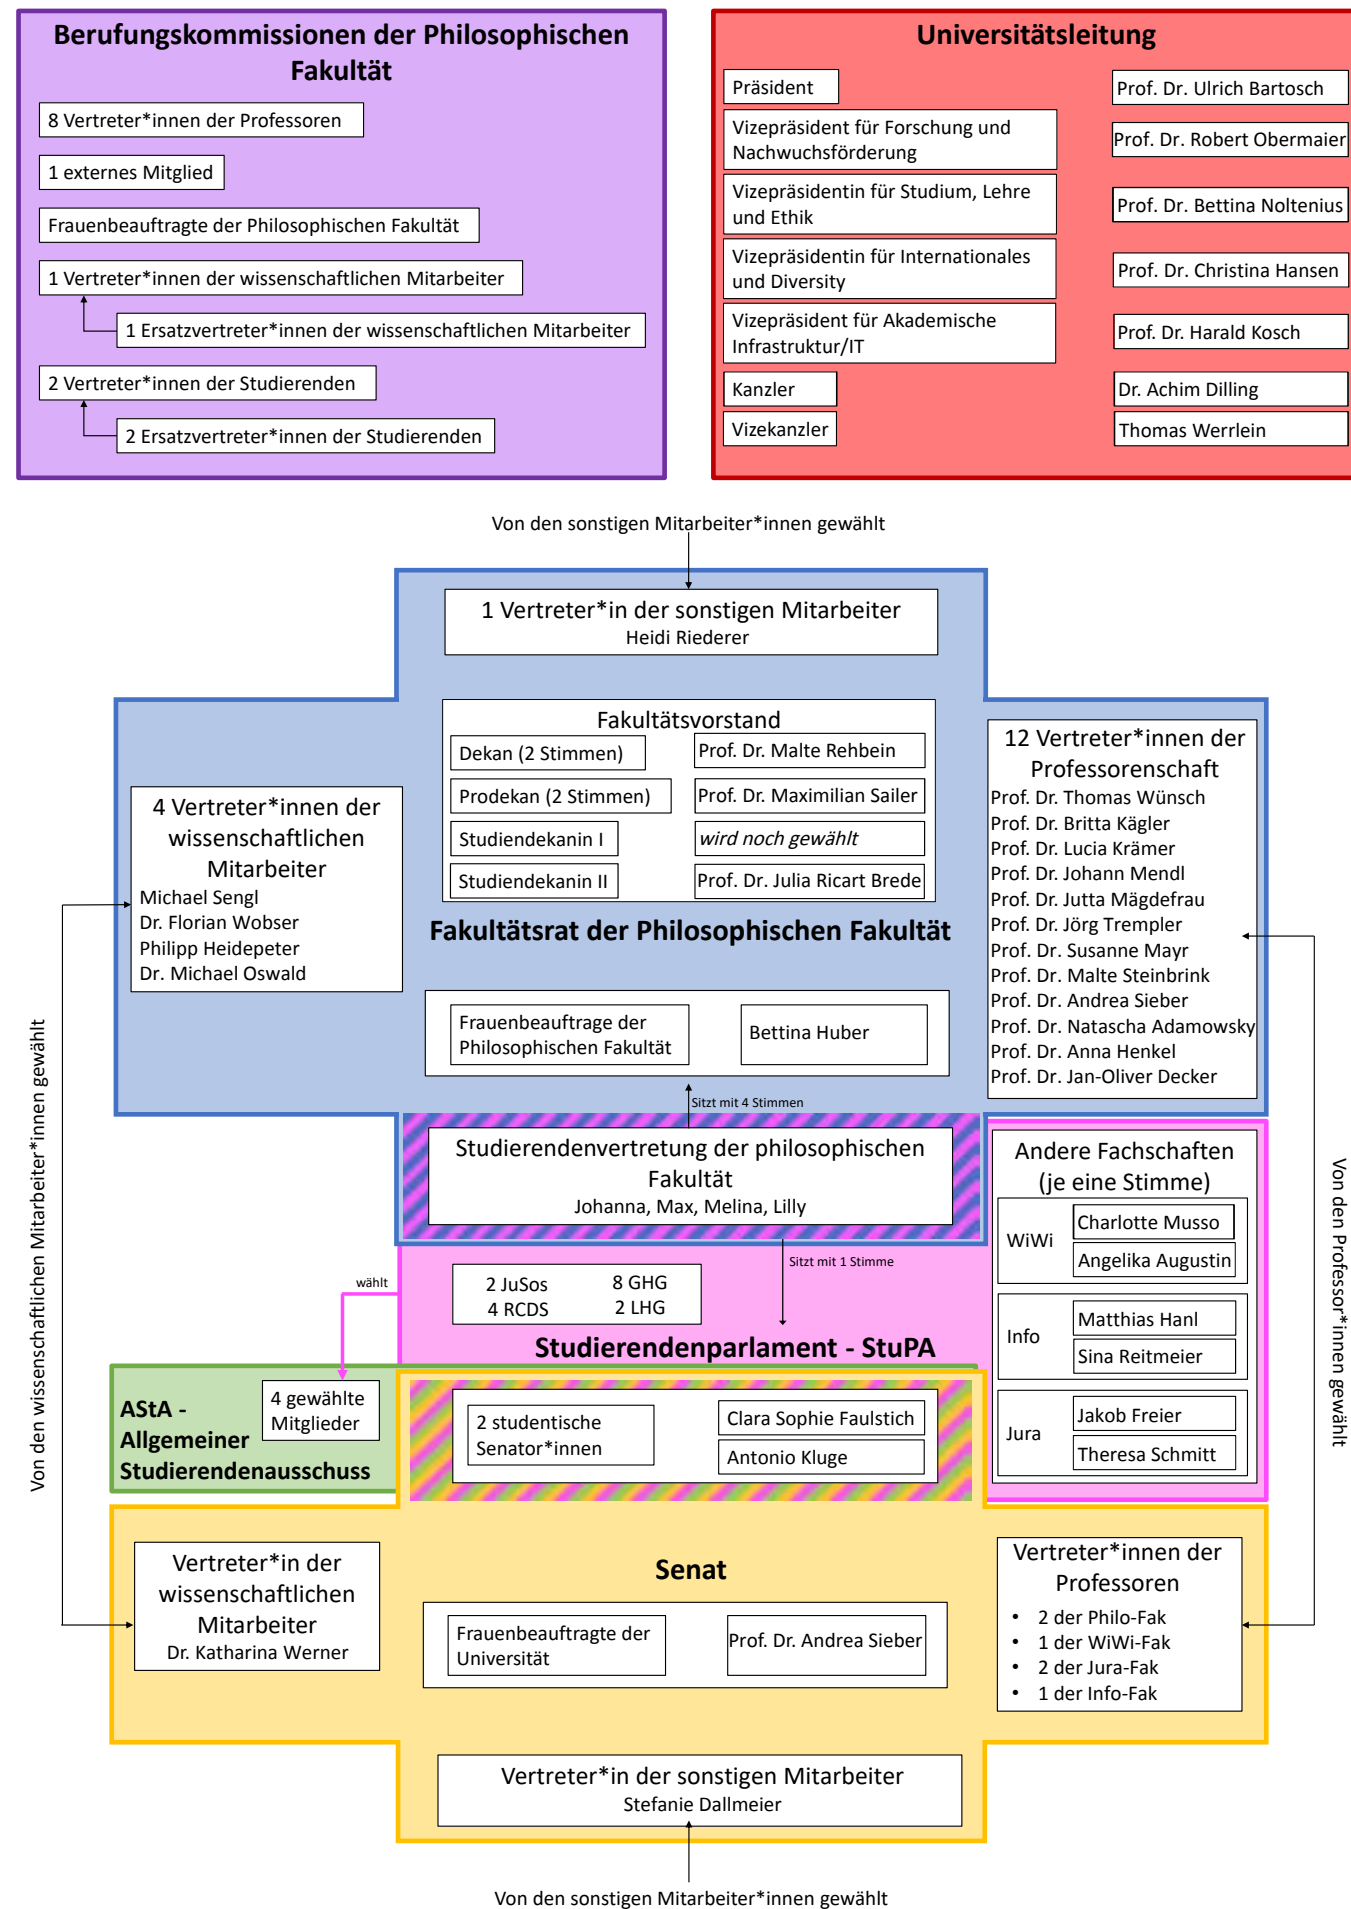 Berufungskommissionen der Philosophischen
Fakultät
8 Vertreter*innen der Professoren
1 externes Mitglied
Frauenbeauftragte der Philosophischen Fakultät
1 Vertreter*innen der wissenschaftlichen Mitarbeiter
1 Ersatzvertreter*innen der wissenschaftlichen Mitarbeiter
2 Vertreter*innen der Studierenden
2 Ersatzvertreter*innen der Studierenden
Universitätsleitung
Präsident
Prof. Dr. Ulrich Bartosch
Vizepräsident für Forschung und
Nachwuchsförderung
Prof. Dr. Robert Obermaier
Vizepräsidentin für Studium, Lehre
und Ethik
Prof. Dr. Bettina Noltenius
Vizepräsidentin für Internationales
und Diversity
Prof. Dr. Christina Hansen
Vizepräsident für Akademische
Infrastruktur/IT
Prof. Dr. Harald Kosch
Kanzler
Dr. Achim Dilling
Vizekanzler
Thomas Werrlein
Von den sonstigen Mitarbeiter*innen gewählt
1 Vertreter*in der sonstigen Mitarbeiter
Heidi Riederer
Fakultätsvorstand
Dekan (2 Stimmen)
Prof. Dr. Malte Rehbein
Prodekan (2 Stimmen)
Prof. Dr. Maximilian Sailer
Studiendekanin I
wird noch gewählt
Studiendekanin II
Prof. Dr. Julia Ricart Brede
4 Vertreter*innen der
wissenschaftlichen
Mitarbeiter
Michael Sengl
Dr. Florian Wobser
Philipp Heidepeter
Dr. Michael Oswald
12 Vertreter*innen der
Professorenschaft
Prof. Dr. Thomas Wünsch
Prof. Dr. Britta Kägler
Prof. Dr. Lucia Krämer
Prof. Dr. Johann Mendl
Prof. Dr. Jutta Mägdefrau
Prof. Dr. Jörg Trempler
Prof. Dr. Susanne Mayr
Prof. Dr. Malte Steinbrink
Prof. Dr. Andrea Sieber
Prof. Dr. Natascha Adamowsky
Prof. Dr. Anna Henkel
Prof. Dr. Jan-Oliver Decker
Fakultätsrat der Philosophischen Fakultät
Frauenbeauftrage der
Philosophischen Fakultät
Bettina Huber
Sitzt mit 4 Stimmen
Studierendenvertretung der philosophischen
Fakultät
Johanna, Max, Melina, Lilly
Sitzt mit 1 Stimme
Von den wissenschaftlichen Mitarbeiter*innen gewählt
Von den Professor*innen gewählt
Andere Fachschaften
(je eine Stimme)
WiWi
Charlotte Musso
Angelika Augustin
Info
Matthias Hanl
Sina Reitmeier
Jura
Jakob Freier
Theresa Schmitt
wählt
2 JuSos 8 GHG
4 RCDS 2 LHG
Studierendenparlament - StuPA
AStA -
Allgemeiner
Studierendenausschuss
4 gewählte
Mitglieder
2 studentische
Senator*innen
Clara Sophie Faulstich
Antonio Kluge
Senat
Vertreter*in der
wissenschaftlichen
Mitarbeiter
Dr. Katharina Werner
Frauenbeauftragte der
Universität
Prof. Dr. Andrea Sieber
Vertreter*innen der
Professoren
• 2 der Philo-Fak
• 1 der WiWi-Fak
• 2 der Jura-Fak
• 1 der Info-Fak
Vertreter*in der sonstigen Mitarbeiter
Stefanie Dallmeier
Von den sonstigen Mitarbeiter*innen gewählt